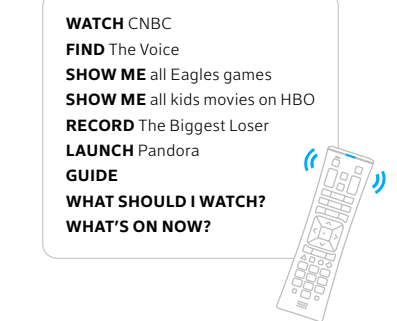 WATCH CNBC
FIND The Voice
SHOW ME all Eagles games
SHOW ME all kids movies on HBO
RECORD The Biggest Loser
LAUNCH Pandora
GUIDE
WHAT SHOULD I WATCH?
WHAT'S ON NOW?